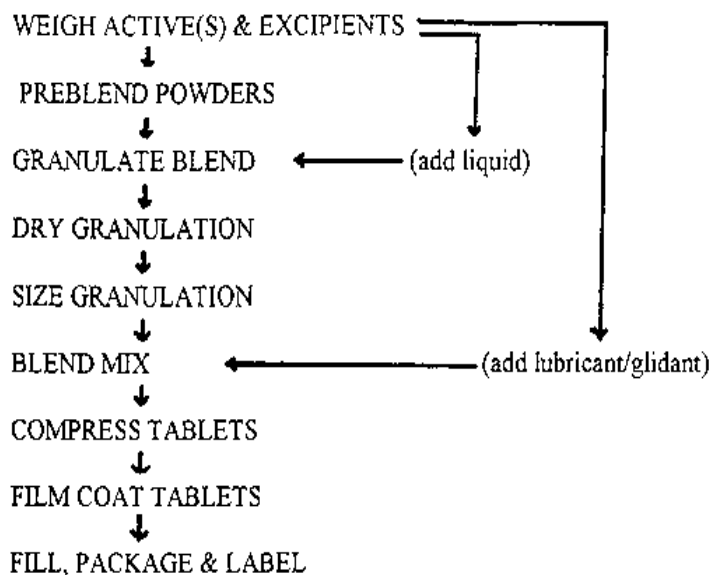 WEIGH ACTIVE(S) & EXCIPIENTS
PREBLEND POWDERS
GRANULATE BLEND
(add liquid)
DRY GRANULATION
SIZE GRANULATION
BLEND MIX
(add lubricant/glidant)
COMPRESS TABLETS
FILM COAT TABLETS
FILL, PACKAGE & LABEL